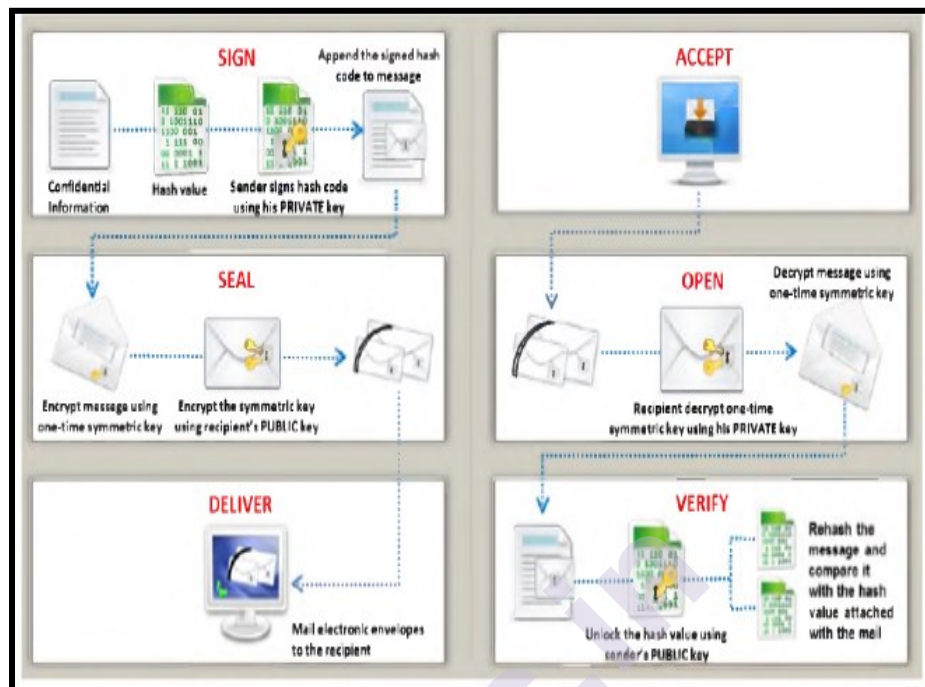 SIGN
Append the signed hash
code to message
Confidential
Information
Hash value
Sender signs hash code
using his PRIVATE key
SEAL
Encrypt message using
one-time symmetric key
Encrypt the symmetric key
using recipient's PUBLIC key
DELIVER
Mail electronic envelopes
to the recipient
ACCEPT
OPEN
Decrypt message using
one-time symmetric key
Recipient decrypt one-time
symmetric key using his PRIVATE key
VERIFY
Unlock the hash value using
sender's PUBLIC key
Rehash the
message and
compare it
with the hash
value attached
with the mail